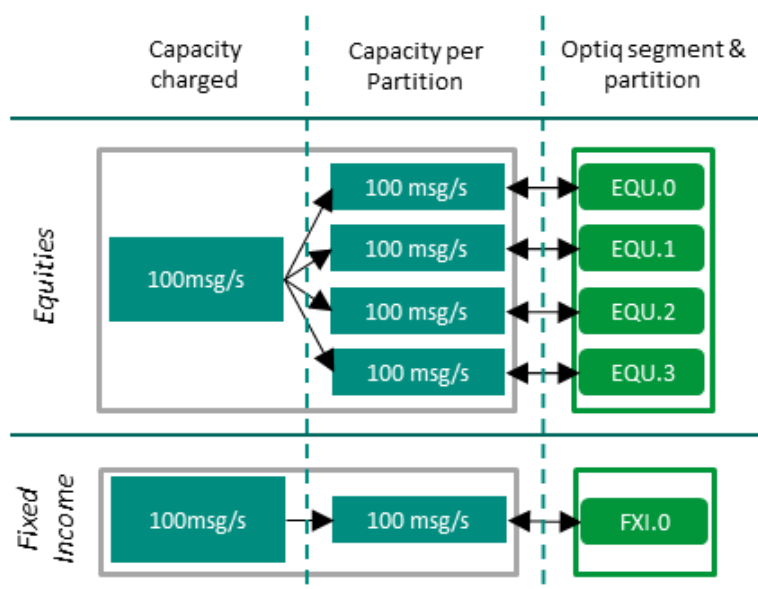 Capacity
charged
Capacity per
Partition
Optiq segment &
partition
Equities
100msg/s
100 msg/s
EQU.0
100 msg/s
EQU.1
100 msg/s
EQU.2
100 msg/s
EQU.3
Fixed
Income
100msg/s
100 msg/s
FXI.0